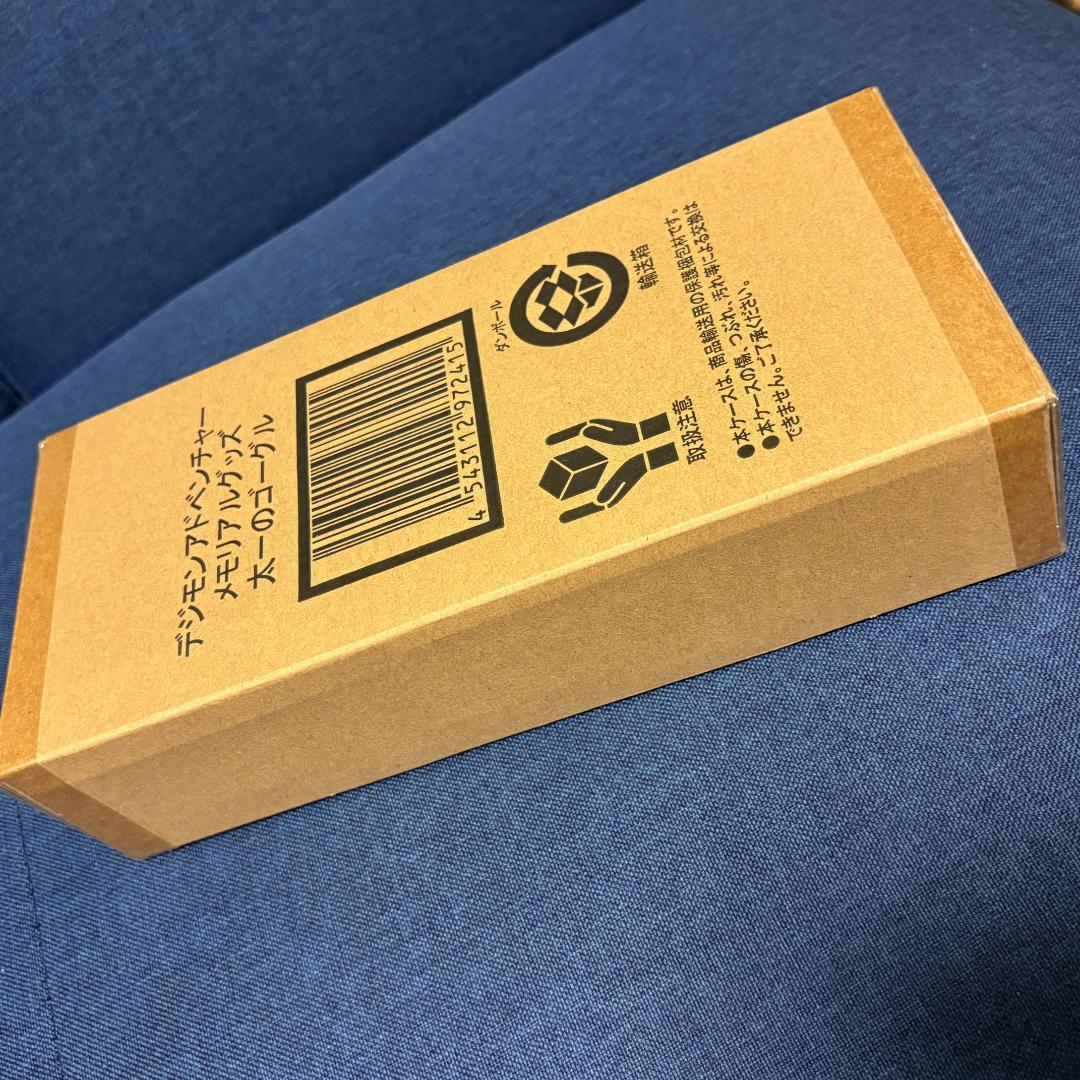 デジモンアドベンチャー
メモリアルグッズ
太一のゴーグル
4 543112 972415
ダンボール
輸送箱
取扱注意
●本ケースは、商品輸送用の保護梱包材です。
●本ケースの傷、つぶれ、汚れ等による交換は
できません。ご了承ください。